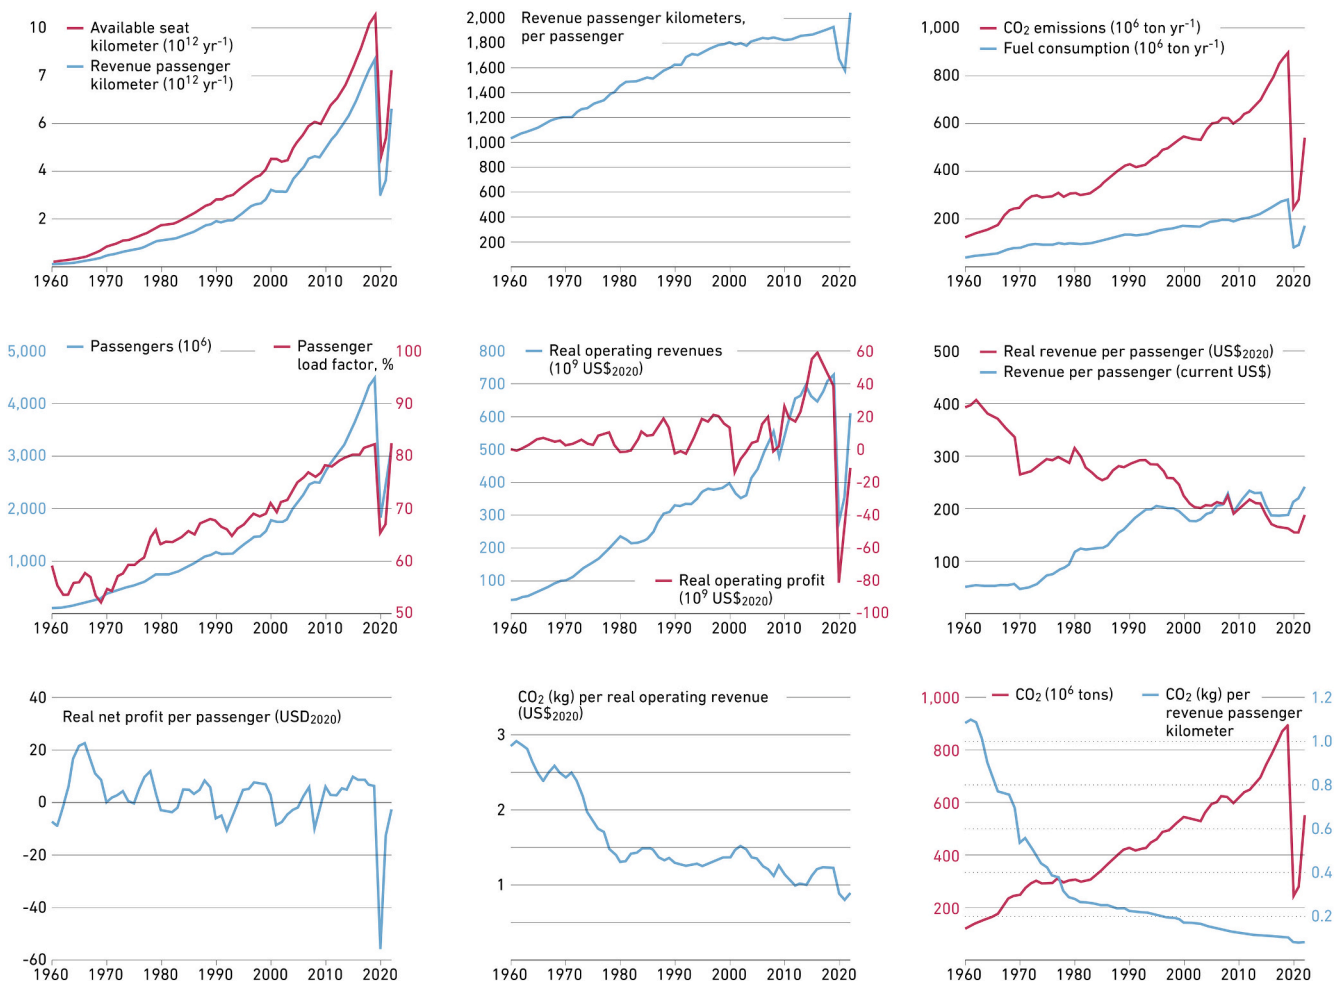 10
7
6
4
2
Available seat
kilometer (10¹² yr⁻¹)
Revenue passenger
kilometer (10¹² yr⁻¹)
1960 1970 1980 1990 2000 2010 2020
2,000
1,800
1,600
1,400
1,200
1,000
1,000
800
600
600
400
200
Revenue passenger kilometers,
per passenger
1960 1970 1980 1990 2000 2010 2020
1,000
800
600
400
200
CO₂ emissions (10⁶ ton yr⁻¹)
Fuel consumption (10⁶ ton yr⁻¹)
1960 1970 1980 1990 2000 2010 2020
5,000
4,000
3,000
2,000
1,000
Passengers (10⁶)
Passenger
load factor, %
100
90
80
70
60
50
1960 1970 1980 1990 2000 2010 2020
800
700
600
500
400
300
200
100
Real operating revenues
(10⁹ US$₂₀₂₀)
Real operating profit
(10⁹ US$₂₀₂₀)
60
40
20
0
-20
-40
-60
-80
-100
1960 1970 1980 1990 2000 2010 2020
500
400
300
200
100
Real revenue per passenger (US$₂₀₂₀)
Revenue per passenger (current US$)
1960 1970 1980 1990 2000 2010 2020
40
20
0
-20
-40
-60
Real net profit per passenger (USD₂₀₂₀)
1960 1970 1980 1990 2000 2010 2020
CO₂ (kg) per real operating revenue
(US$₂₀₂₀)
3
2
1
1960 1970 1980 1990 2000 2010 2020
1,000
800
600
400
200
CO₂ (10⁶ tons)
CO₂ (kg) per
revenue passenger
kilometer
1.2
1.0
0.8
0.6
0.4
0.2
1960 1970 1980 1990 2000 2010 2020